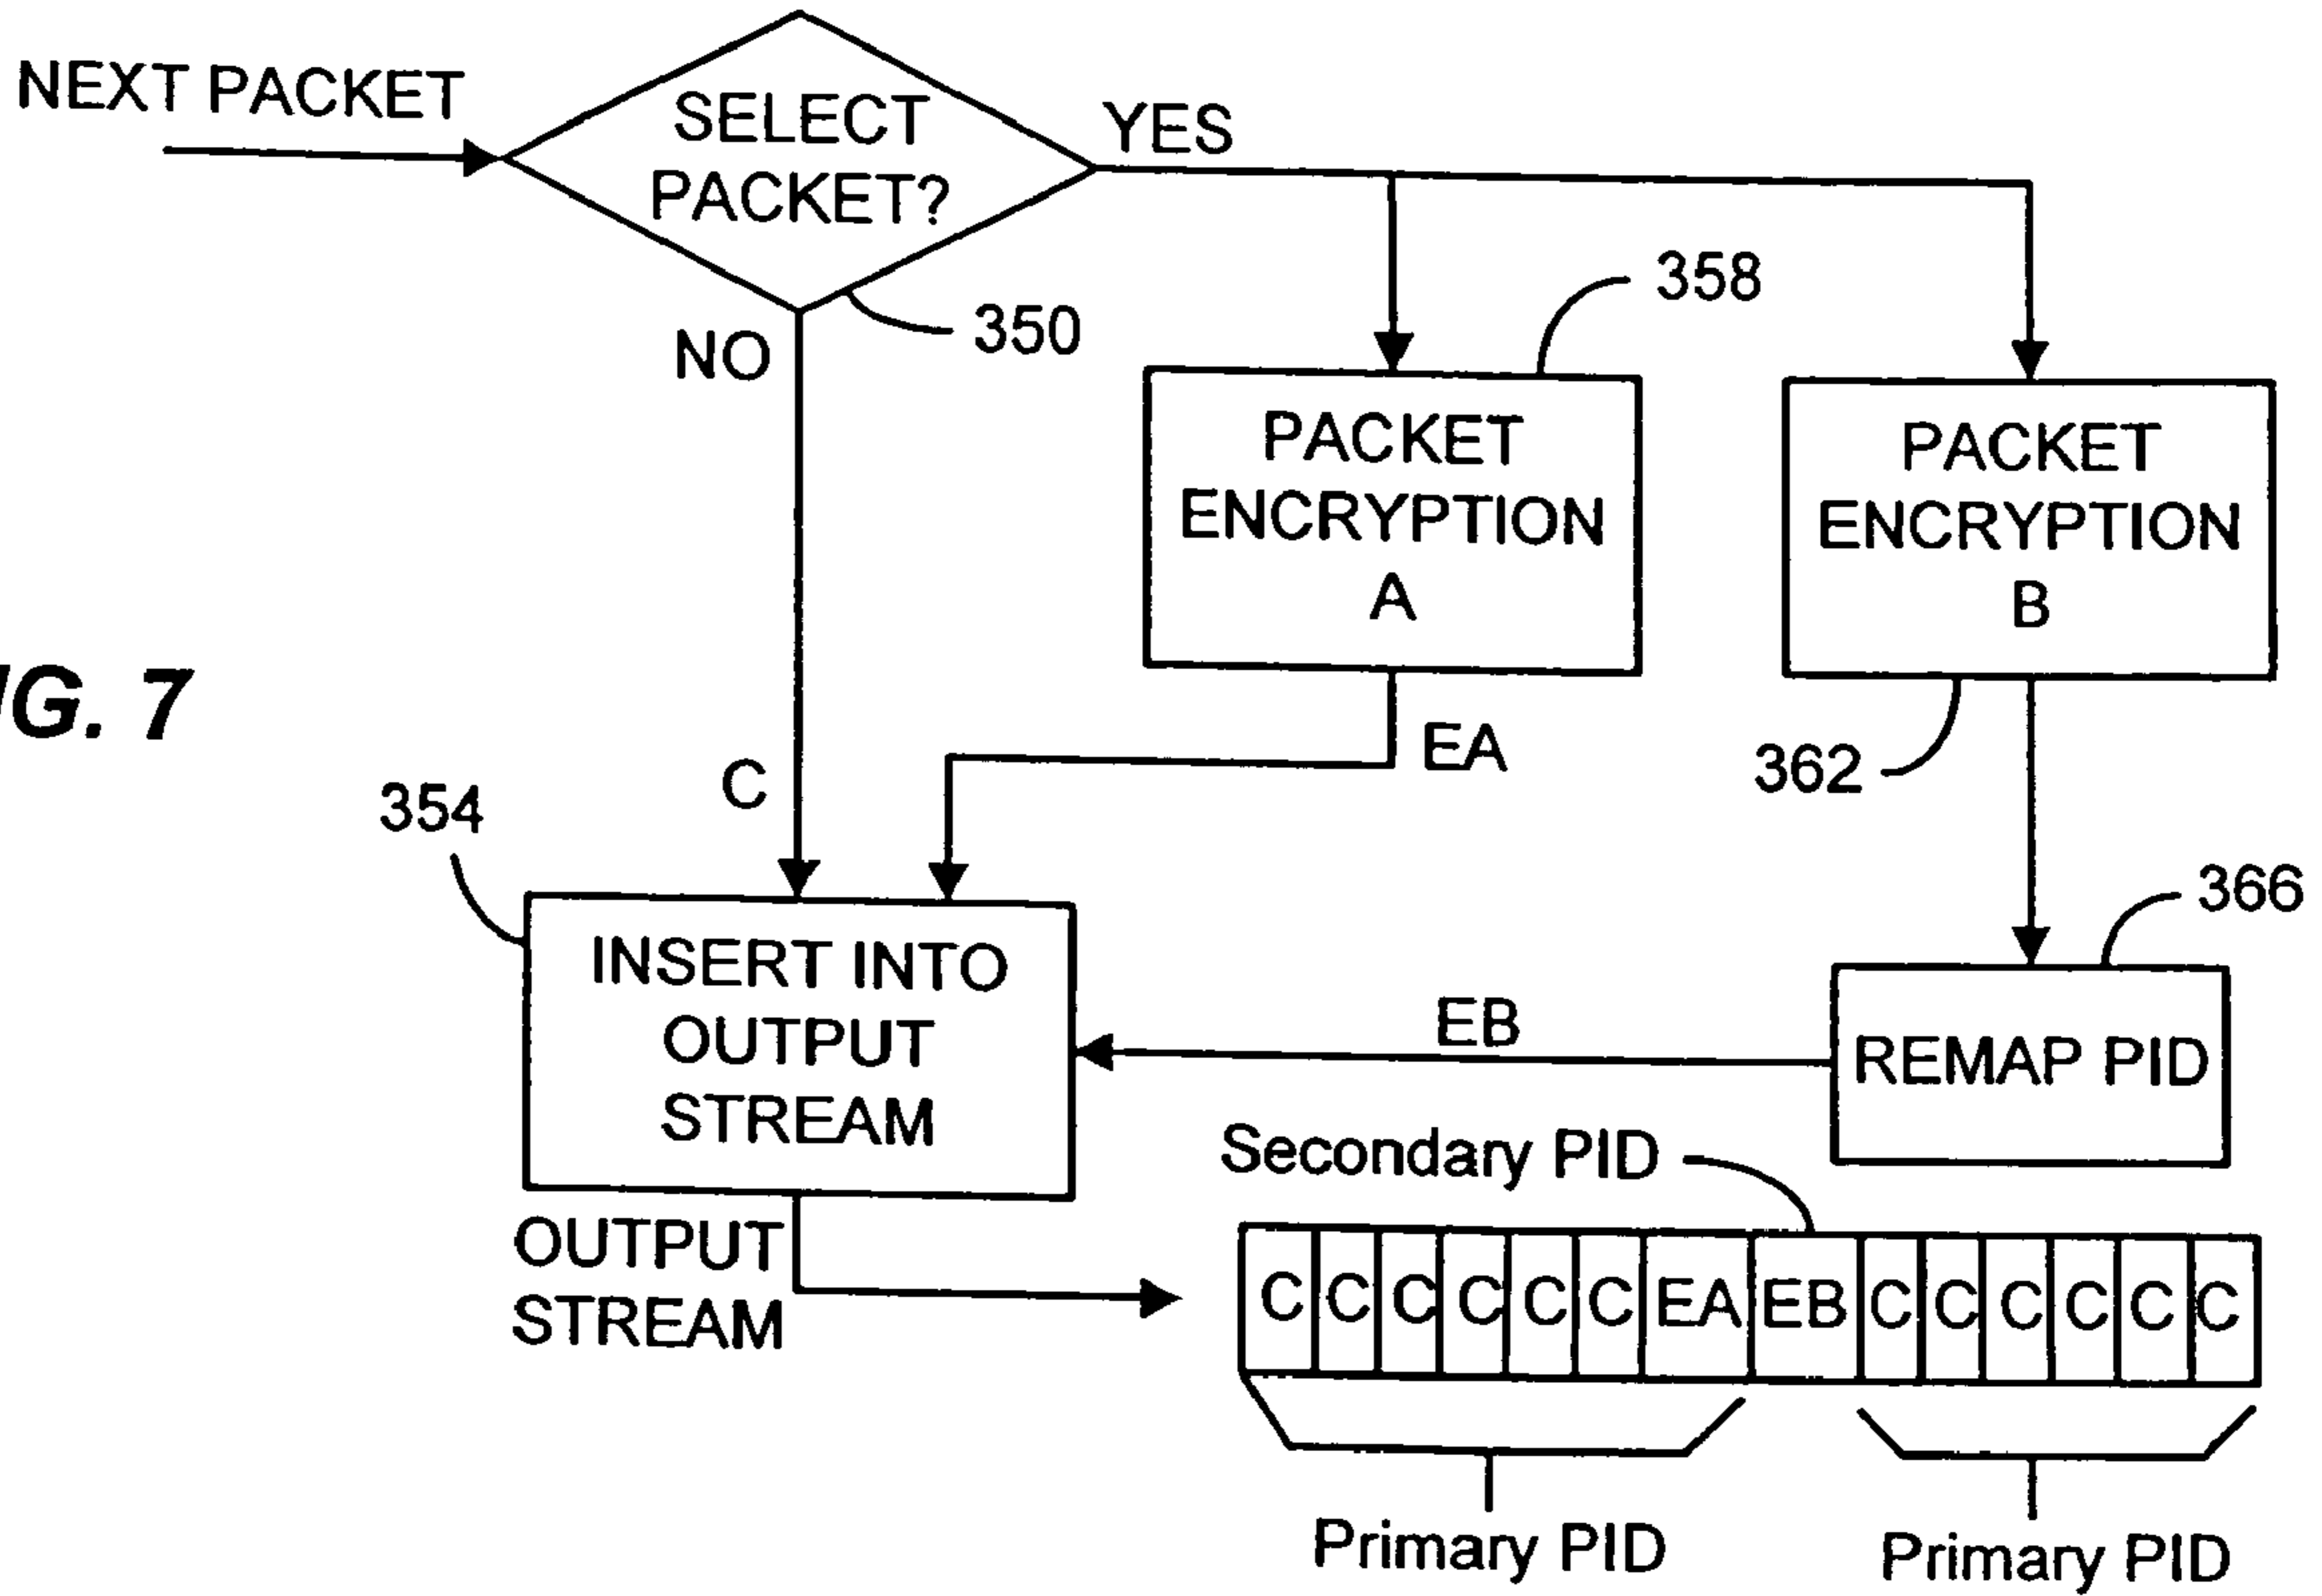 NEXT PACKET
SELECT
PACKET?
YES
358
350
NO
PACKET
ENCRYPTION
A
PACKET
ENCRYPTION
B
IG. 7
EA
362
C
354
366
INSERT INTO
OUTPUT
STREAM
EB
REMAP PID
Secondary PID
OUTPUT
STREAM
C C C C C C EA EB C C C C C C
Primary PID
Primary PID